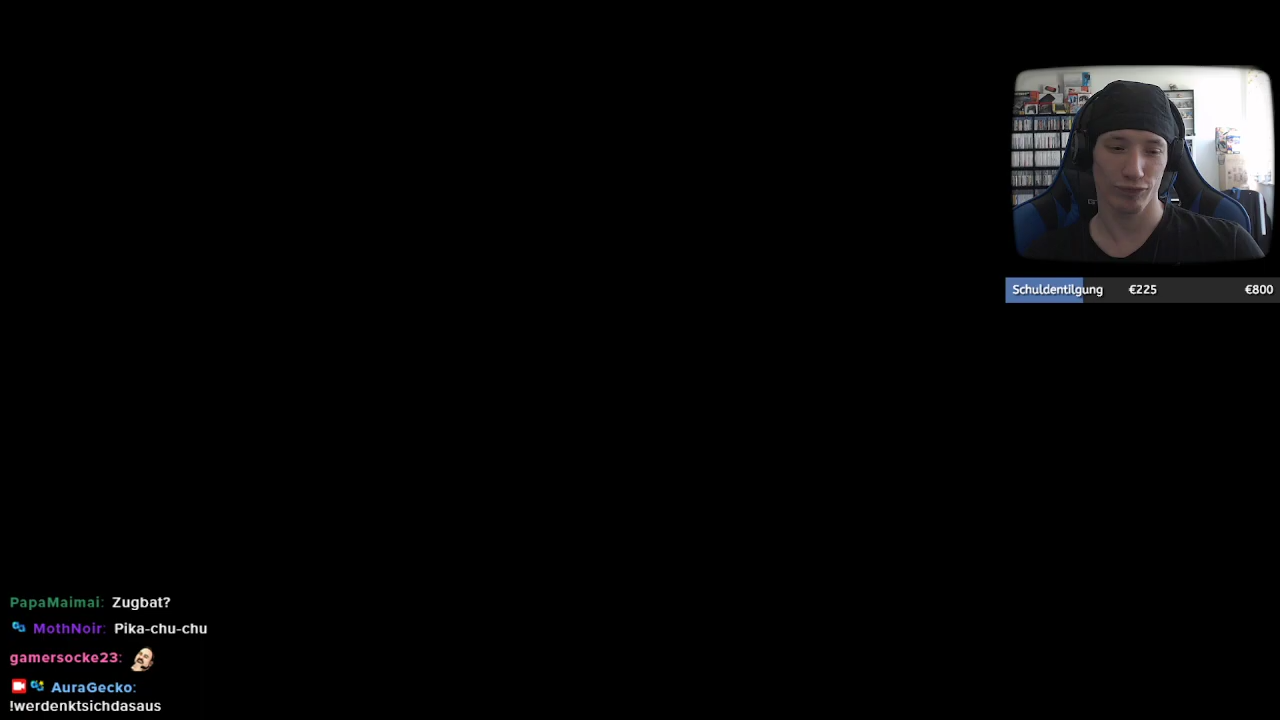 Schuldentilgung €225 €800
PapaMaimai: Zugbat?
MothNoir: Pika-chu-chu
gamersocke23:
AuraGecko:
!werdenktsichdasaus